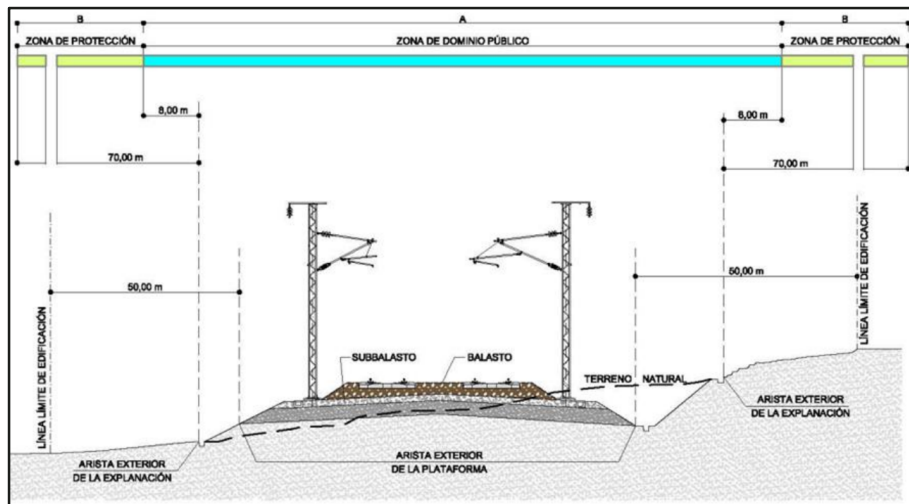 B
A
B
ZONA DE PROTECCIÓN
ZONA DE DOMINIO PÚBLICO
ZONA DE PROTECCIÓN
8,00 m
8,00 m
70,00 m
70,00 m
50,00 m
50,00 m
LÍNEA LÍMITE DE EDIFICACIÓN
LÍNEA LÍMITE DE EDIFICACIÓN
SUBBALASTO
BALASTO
TERRENO NATURAL
ARISTA EXTERIOR
DE LA EXPLANACIÓN
ARISTA EXTERIOR
DE LA PLATAFORMA
ARISTA EXTERIOR
DE LA EXPLANACIÓN